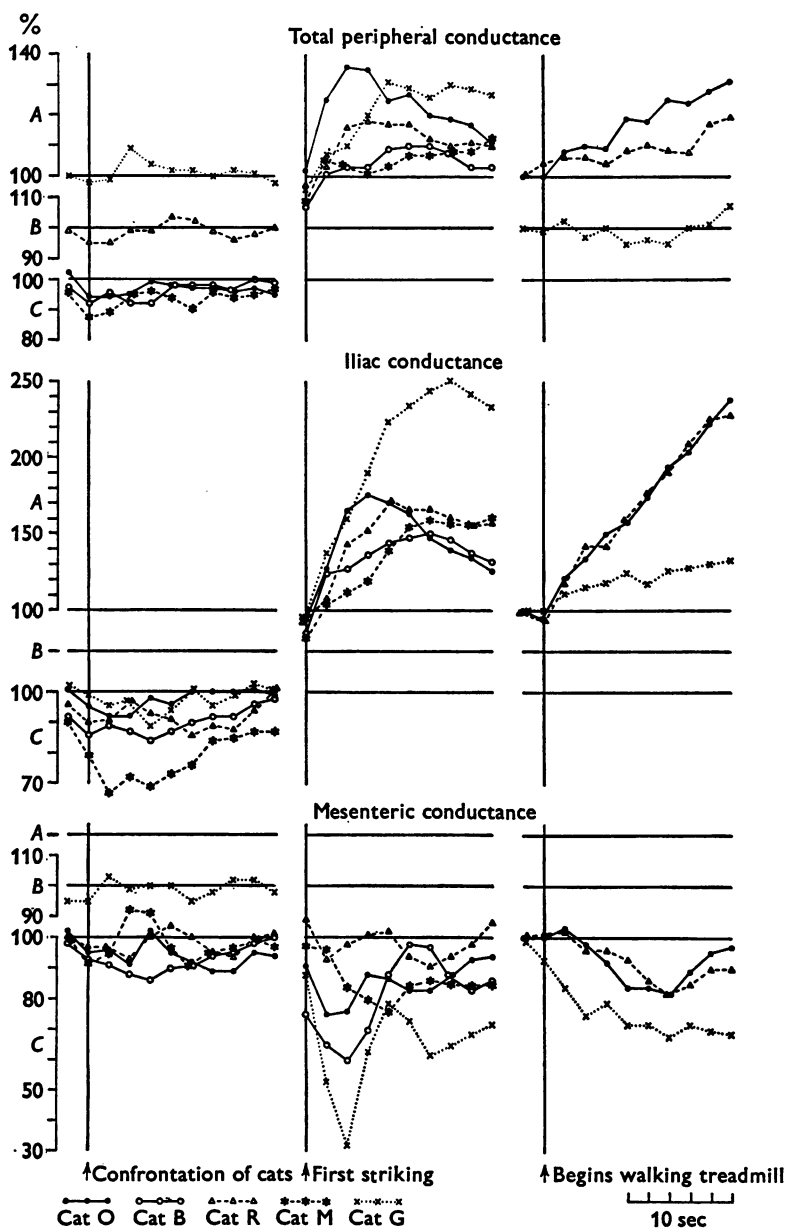 %
Total peripheral conductance
140
A
100
110
B
90
100
C
80
Iliac conductance
250
200
A
150
100
B
100
C
70
Mesenteric conductance
A
110
B
90
100
80
C
50
30
Confrontation of cats First striking Begins walking treadmill
Cat O Cat B Cat R Cat M Cat G 10 sec